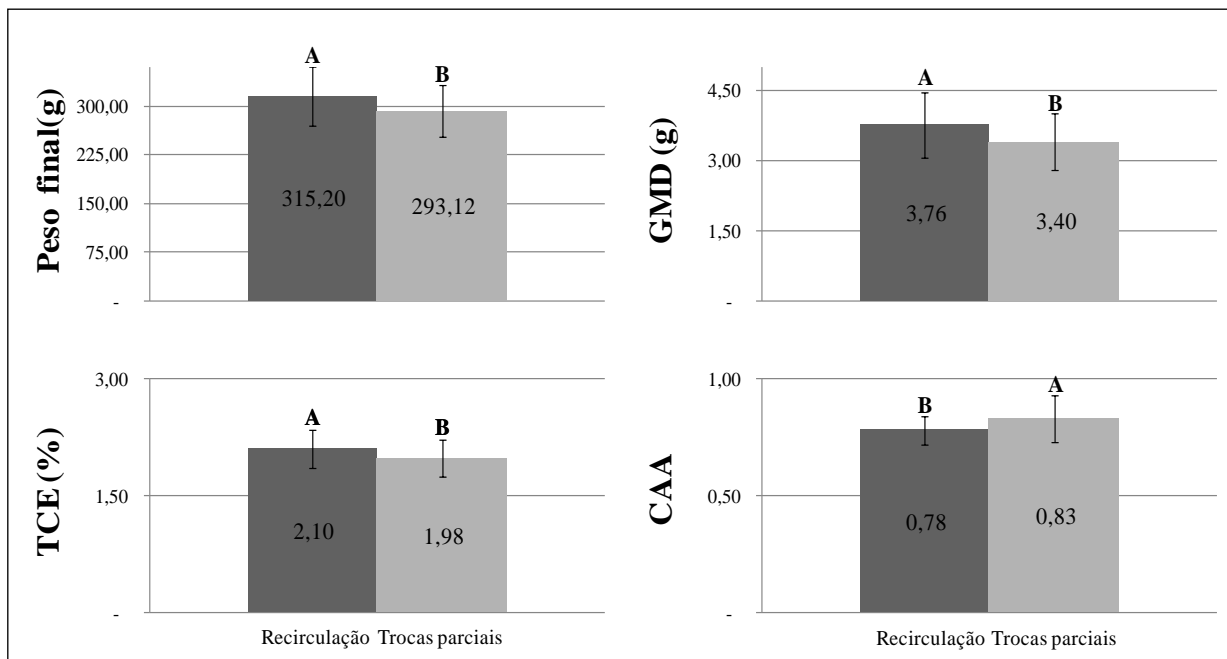 Peso final(g)
300,00
225,00
150,00
75,00
-
A
B
315,20
293,12
GMD (g)
4,50
3,00
1,50
-
A
B
3,76
3,40
TCE (%)
3,00
1,50
-
A
B
2,10
1,98
Recirculação Trocas parciais
CAA
1,00
0,50
-
B
A
0,78
0,83
Recirculação Trocas parciais